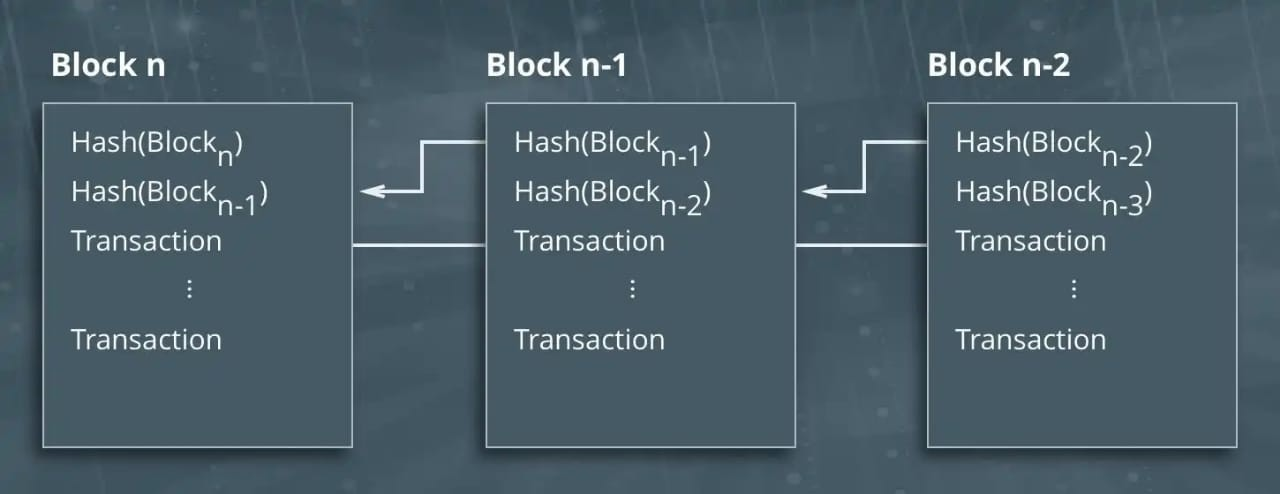 Block n
Hash(Blockn)
Hash(Blockn-1)
Transaction
⋮
Transaction
Block n-1
Hash(Blockn-1)
Hash(Blockn-2)
Transaction
⋮
Transaction
Block n-2
Hash(Blockn-2)
Hash(Blockn-3)
Transaction
⋮
Transaction